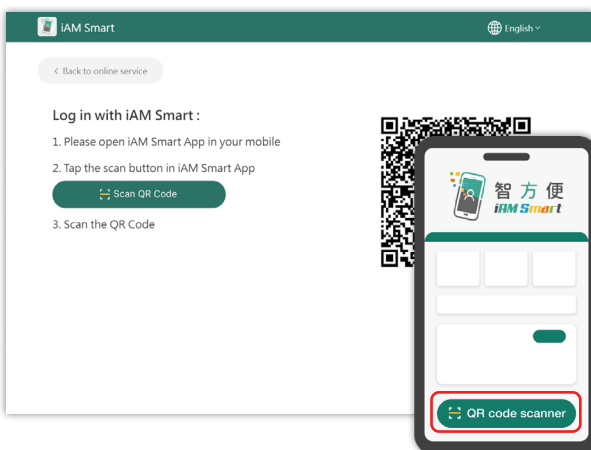 iAM Smart
English
< Back to online service
Log in with iAM Smart :
1. Please open iAM Smart App in your mobile
2. Tap the scan button in iAM Smart App
Scan QR Code
3. Scan the QR Code
智方便
iAM Smart
QR code scanner